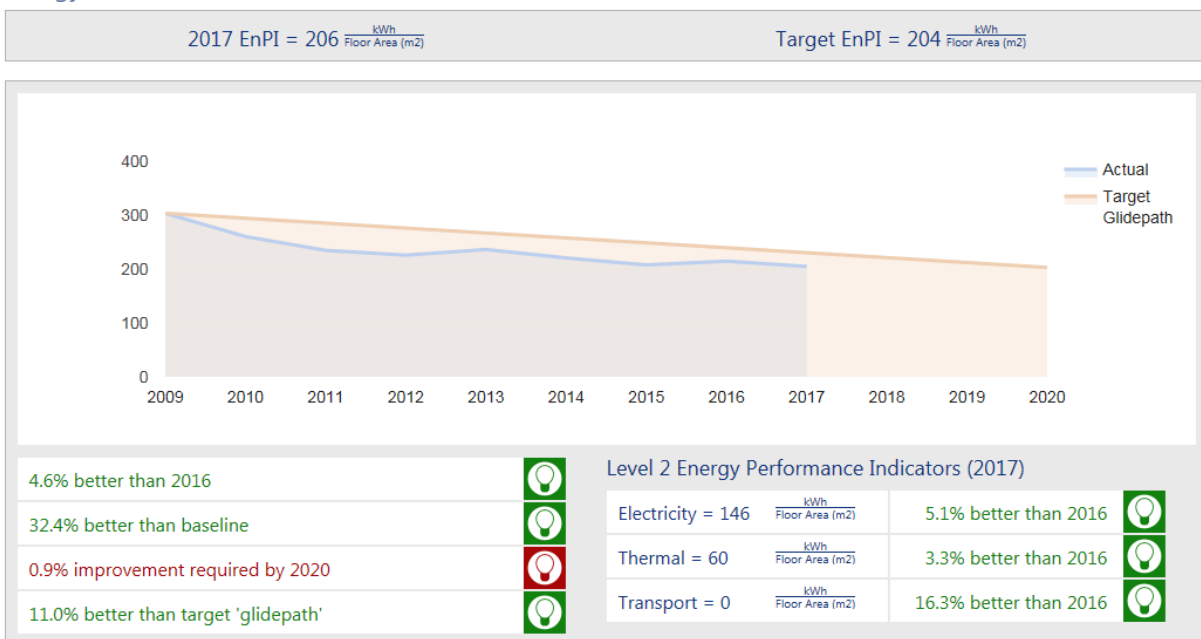 2017 EnPI = 206 kWh / Floor Area (m2)
Target EnPI = 204 kWh / Floor Area (m2)
400
300
200
100
0
2009 2010 2011 2012 2013 2014 2015 2016 2017 2018 2019 2020
Actual
Target
Glidepath
4.6% better than 2016
32.4% better than baseline
0.9% improvement required by 2020
11.0% better than target 'glidepath'
Level 2 Energy Performance Indicators (2017)
Electricity = 146 kWh / Floor Area (m2) 5.1% better than 2016
Thermal = 60 kWh / Floor Area (m2) 3.3% better than 2016
Transport = 0 kWh / Floor Area (m2) 16.3% better than 2016